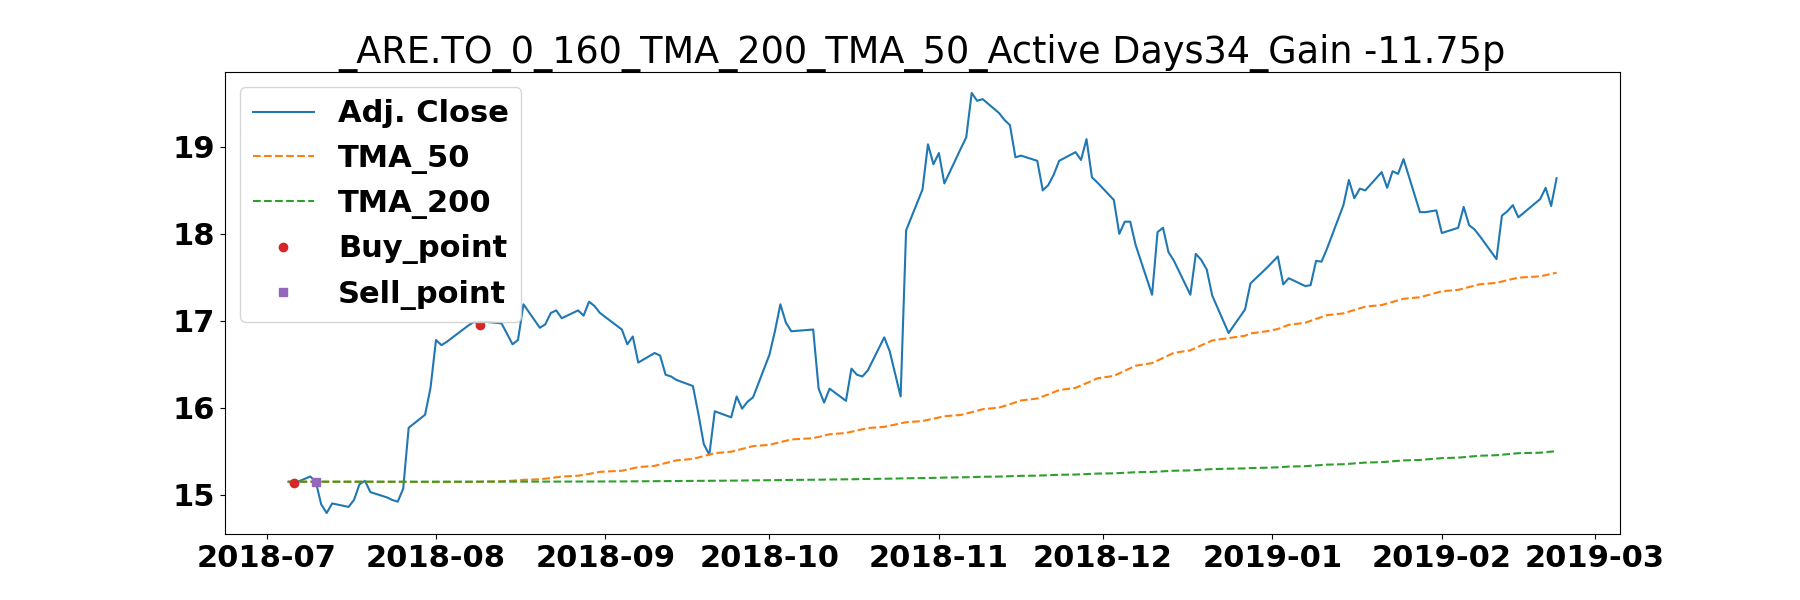 _ARE.TO_0_160_TMA_200_TMA_50_Active Days34_Gain -11.75p
Adj. Close
TMA_50
TMA_200
Buy_point
Sell_point
19
18
17
16
15
2018-07 2018-08 2018-09 2018-10 2018-11 2018-12 2019-01 2019-02 2019-03